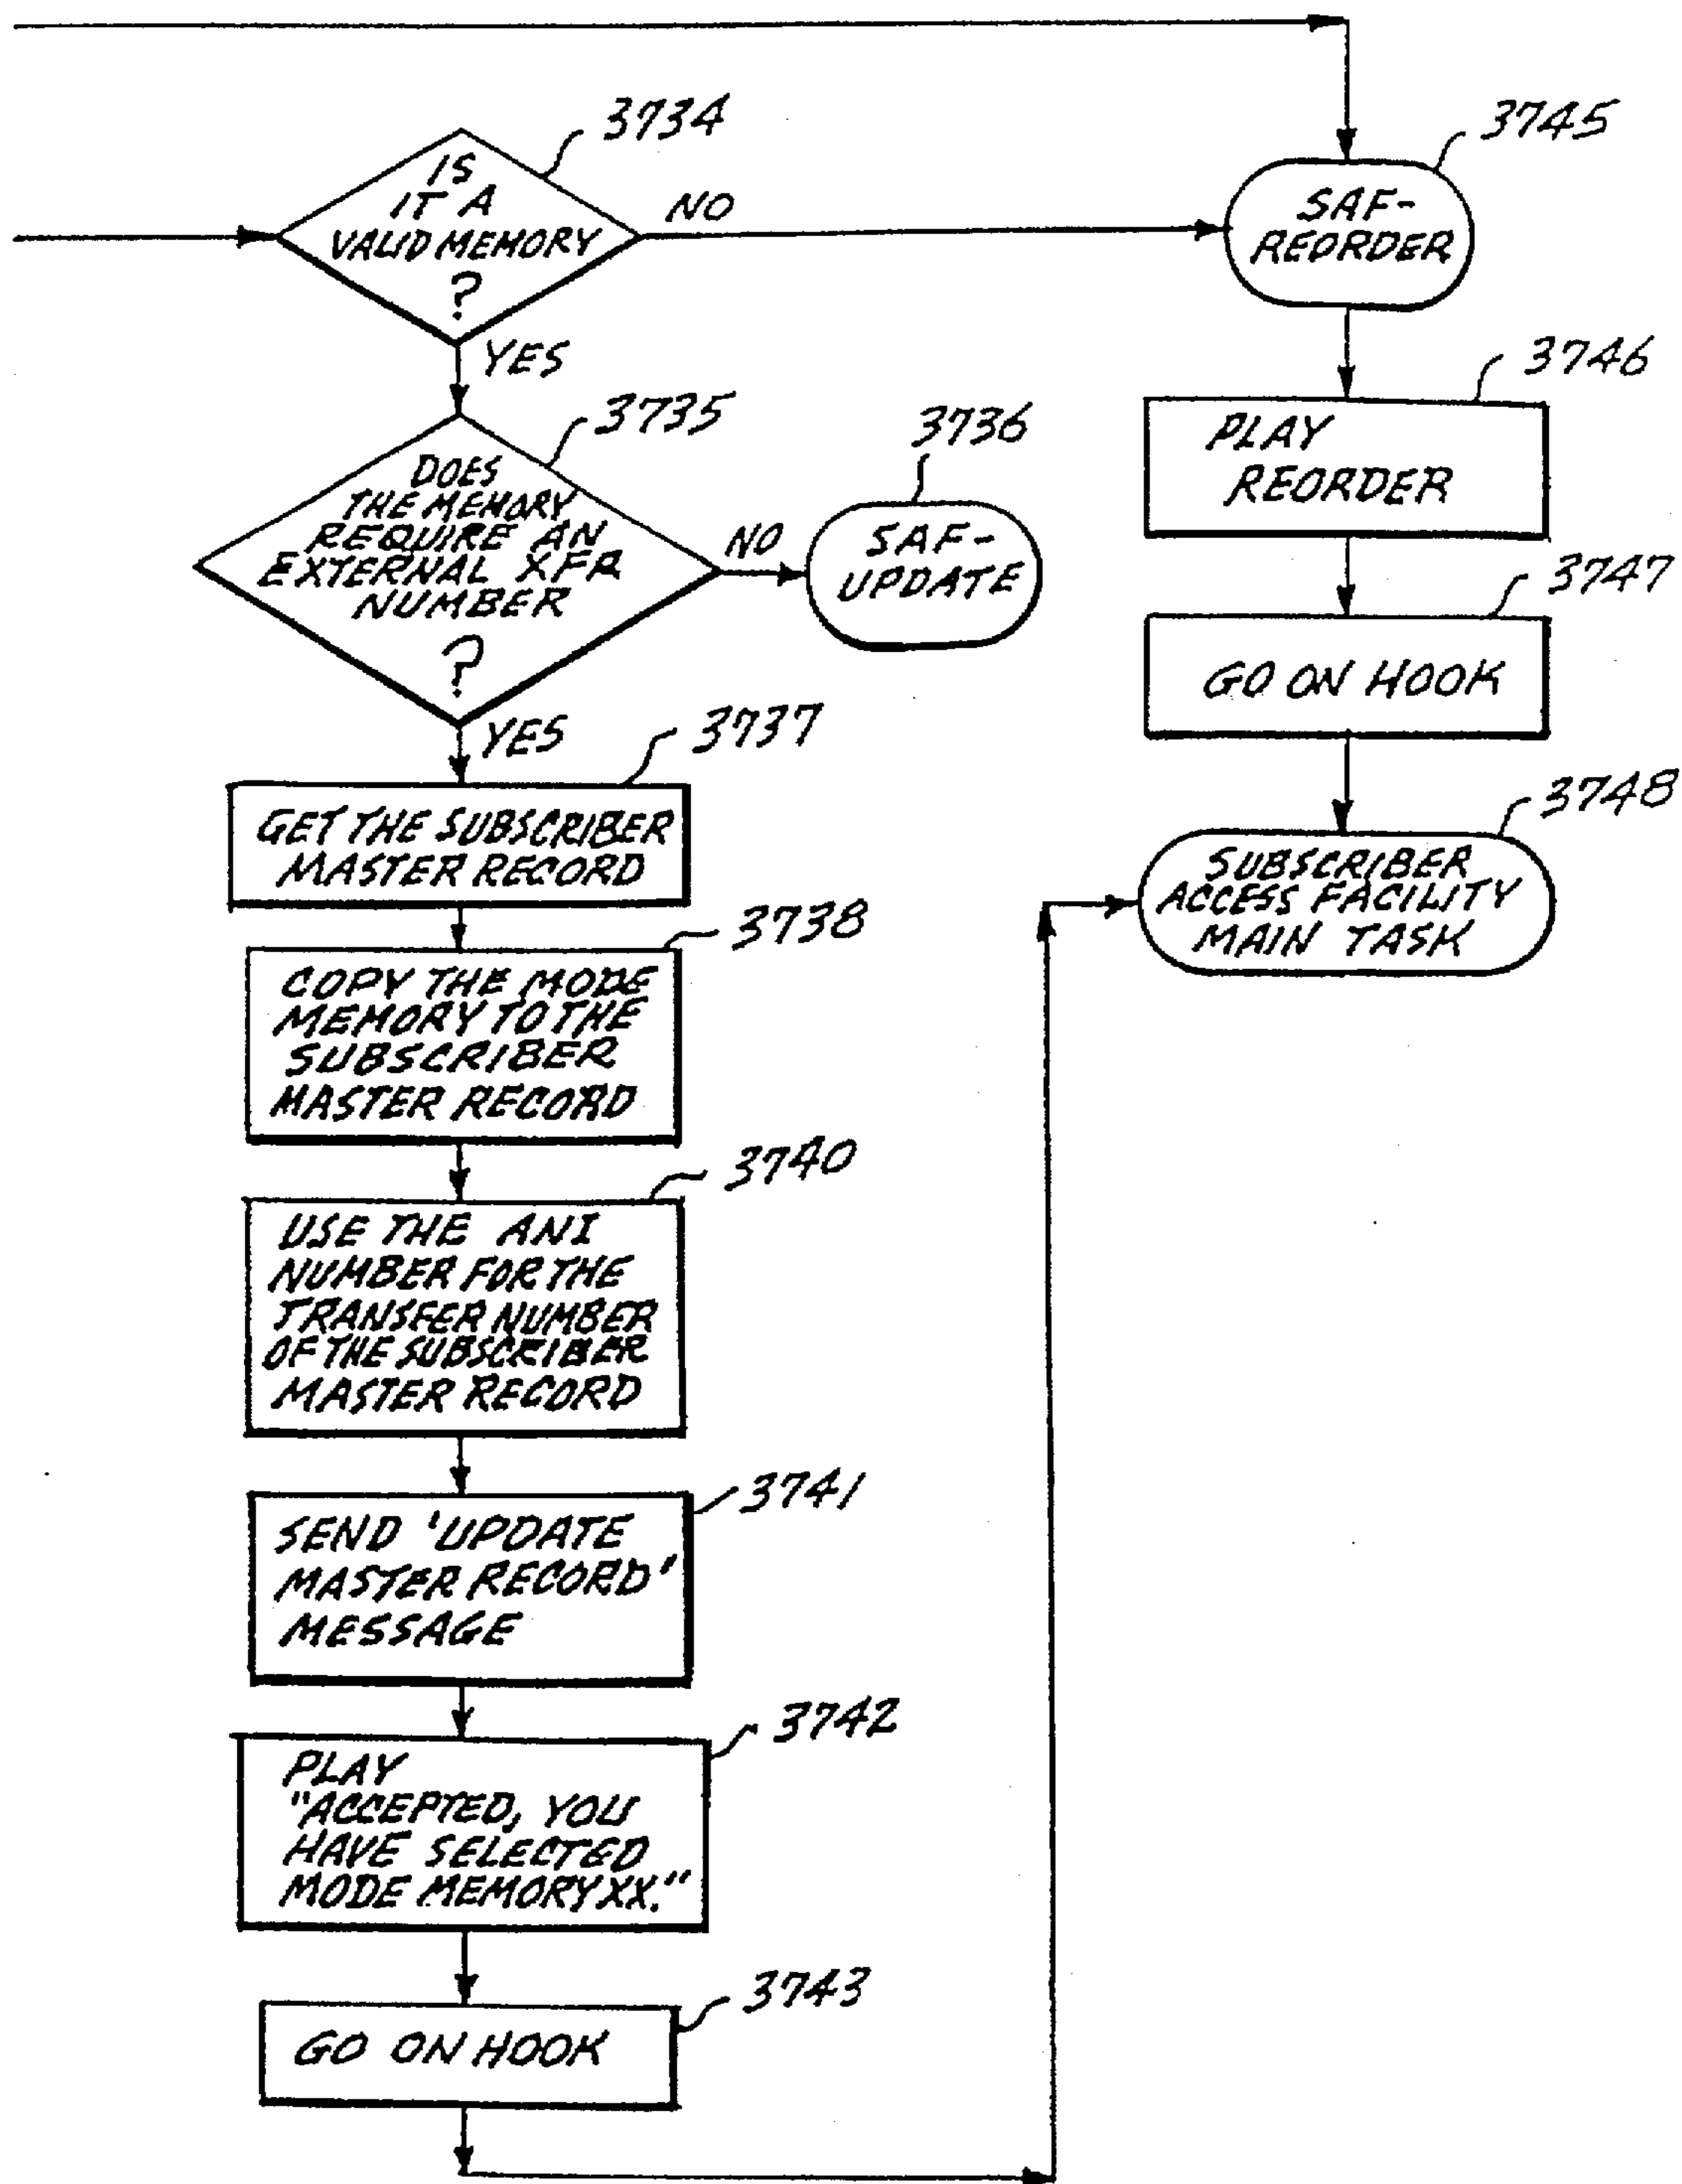 3734
IS
IT A
VALID MEMORY
?
NO
YES
3745
SAF-
REORDER
3746
PLAY
REORDER
3735
DOES
THE MEMORY
REQUIRE AN
EXTERNAL XFR
NUMBER
?
NO
YES
3736
SAF-
UPDATE
3747
GO ON HOOK
3737
GET THE SUBSCRIBER
MASTER RECORD
3748
SUBSCRIBER
ACCESS FACILITY
MAIN TASK
3738
COPY THE MODE
MEMORY TO THE
SUBSCRIBER
MASTER RECORD
3740
USE THE ANI
NUMBER FOR THE
TRANSFER NUMBER
OF THE SUBSCRIBER
MASTER RECORD
3741
SEND 'UPDATE
MASTER RECORD'
MESSAGE
3742
PLAY
"ACCEPTED, YOU
HAVE SELECTED
MODE MEMORY XX."
3743
GO ON HOOK